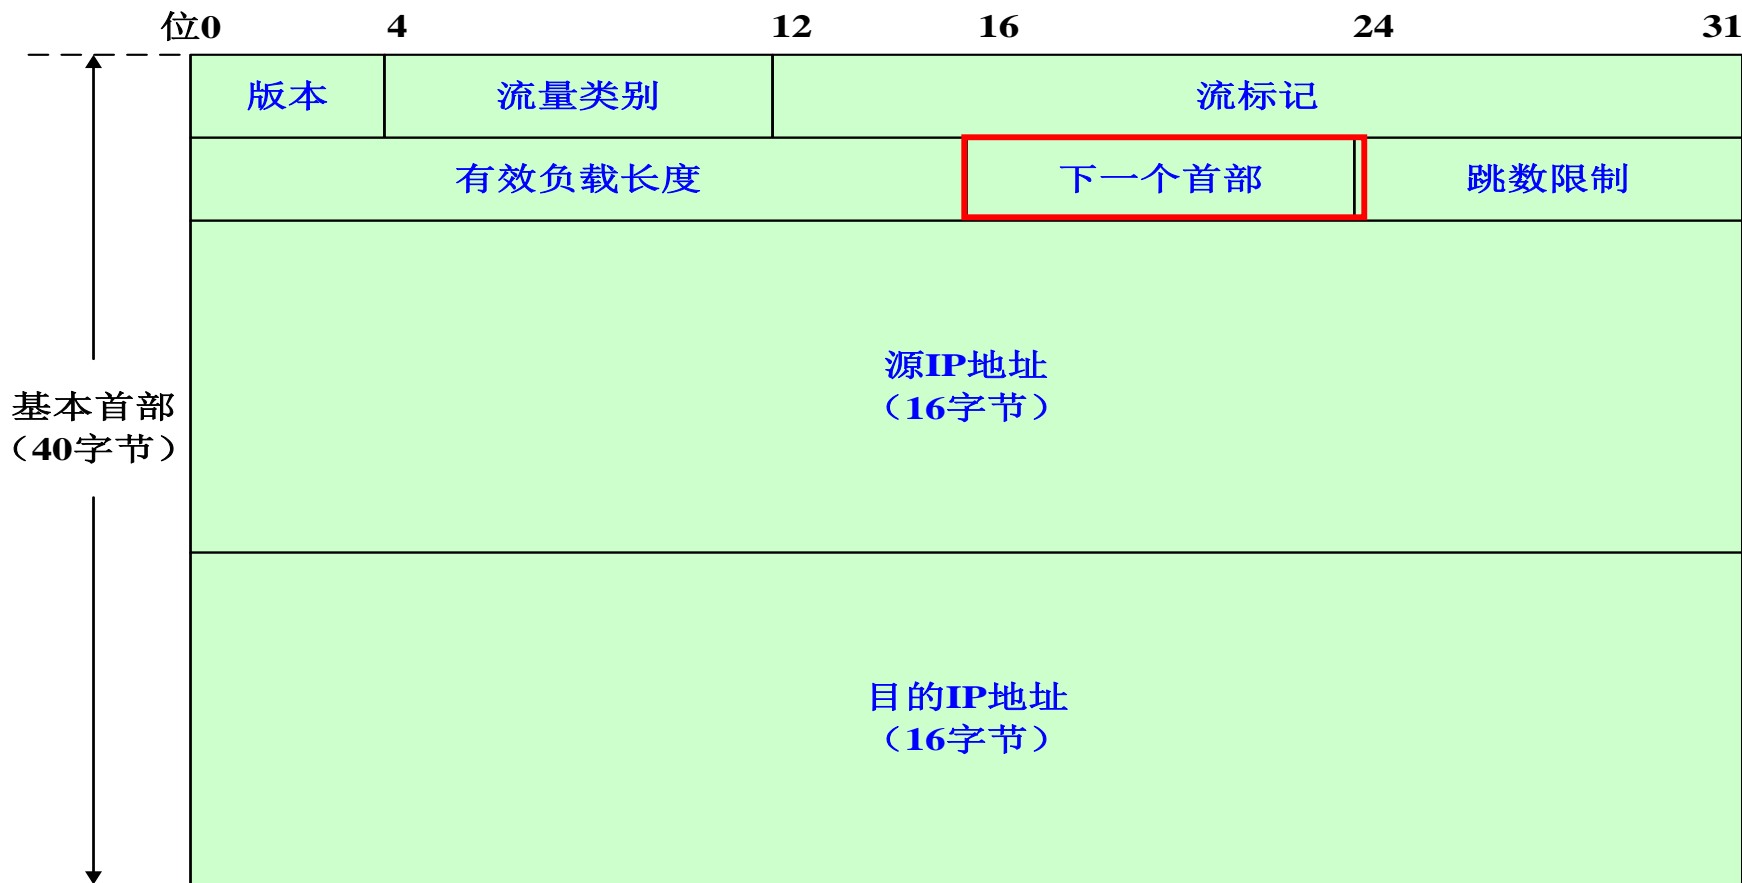 位0 4 12 16 24 31
版本 流量类别 流标记
有效负载长度 下一个首部 跳数限制
源IP地址
（16字节）
基本首部
（40字节）
目的IP地址
（16字节）